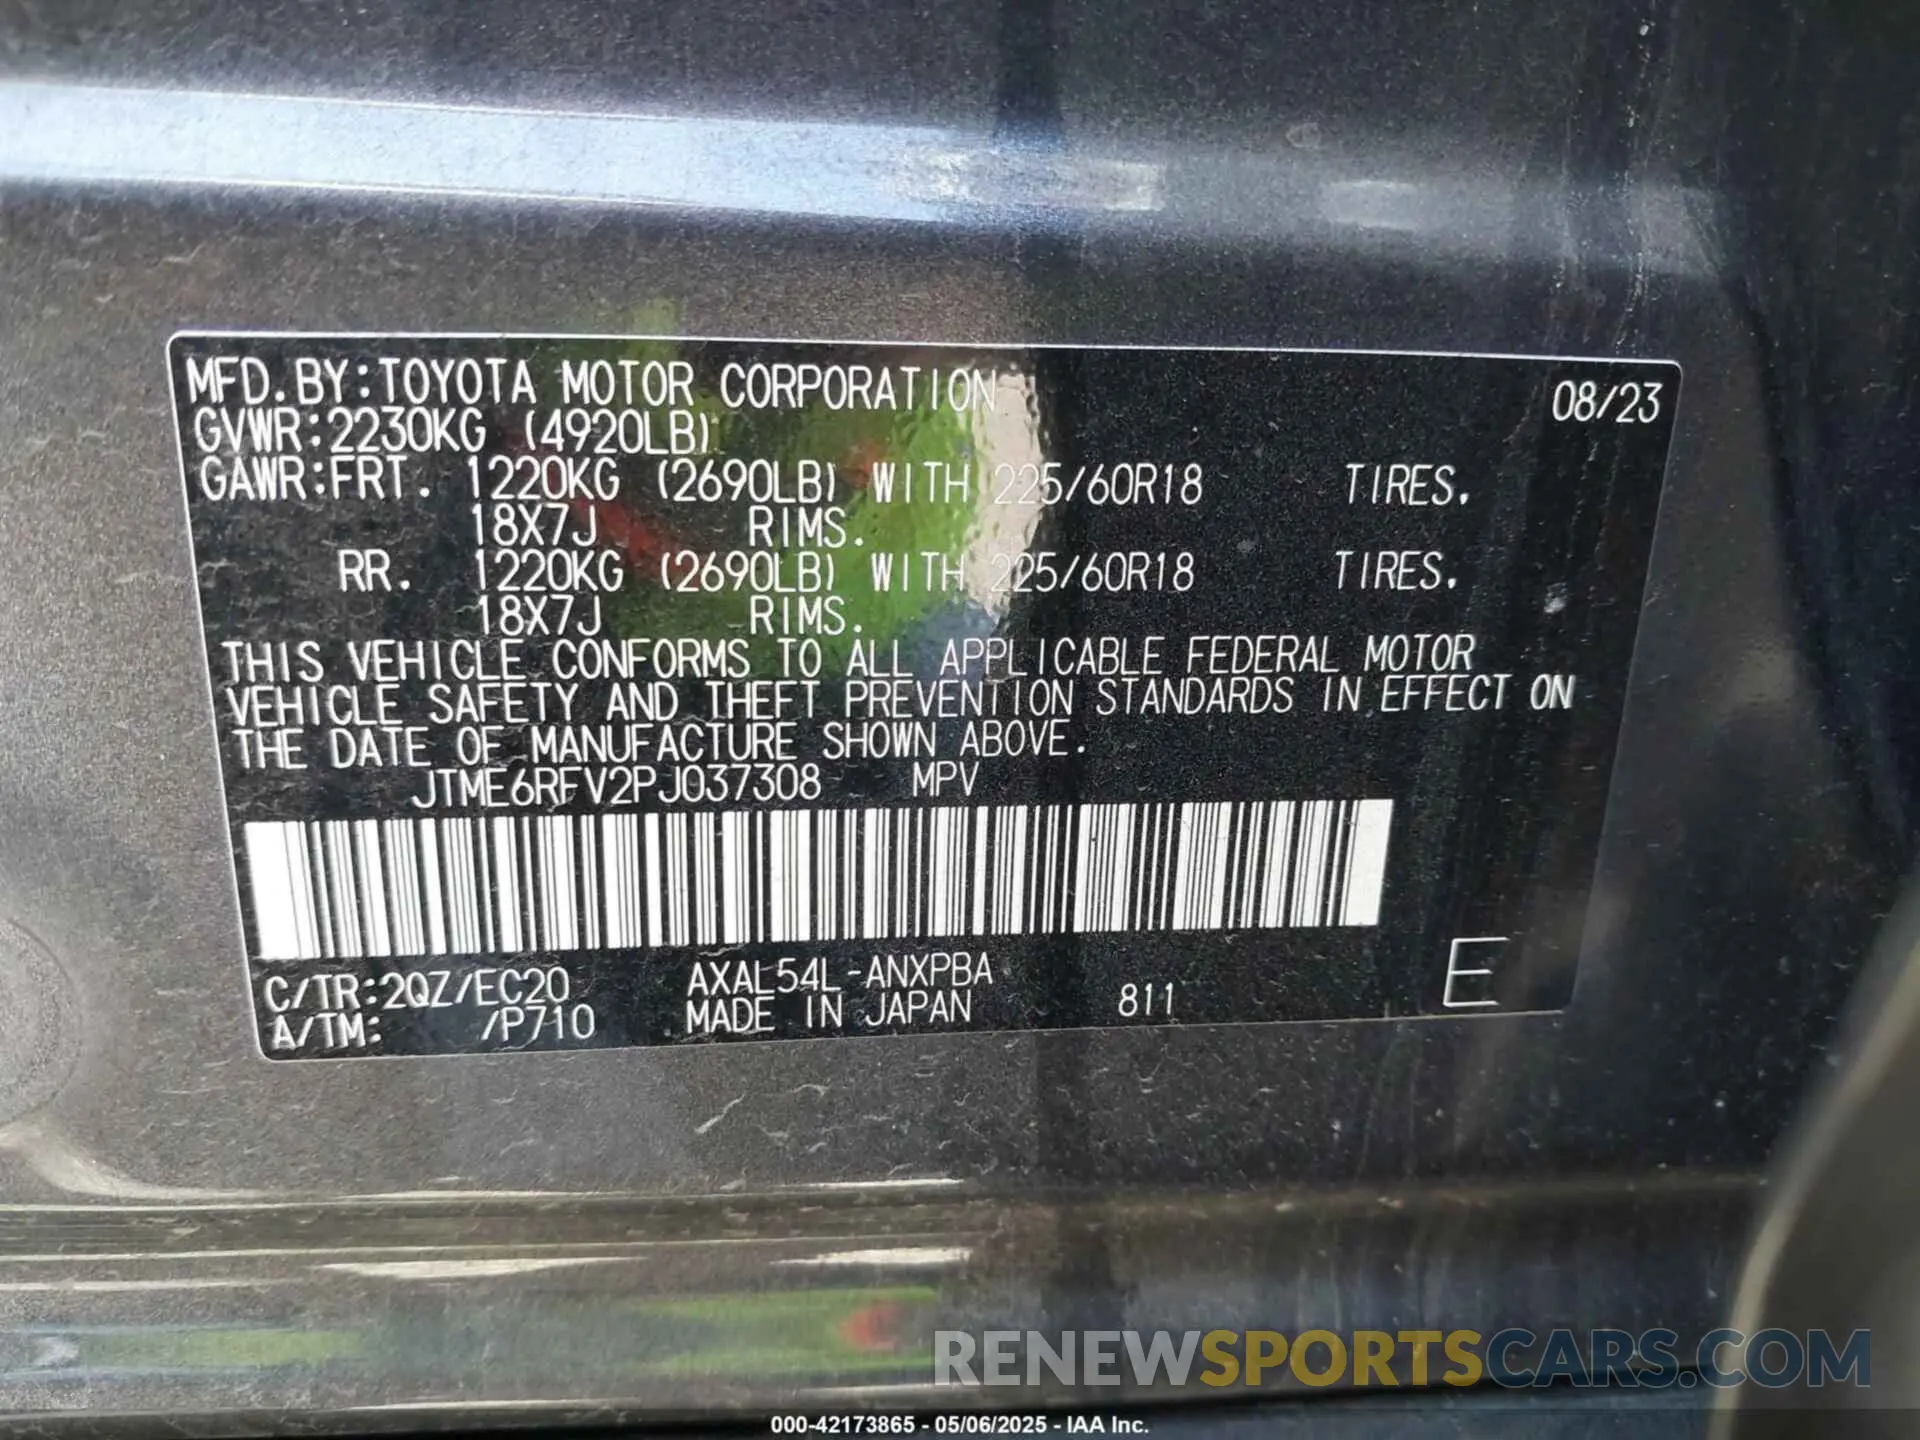 MFD.BY:TOYOTA MOTOR CORPORATION 08/23
GVWR:2230KG (4920LB)
GAWR:FRT. 1220KG (2690LB) WITH 225/60R18 TIRES.
18X7J RIMS.
RR. 1220KG (2690LB) WITH 225/60R18 TIRES.
18X7J RIMS.
THIS VEHICLE CONFORMS TO ALL APPLICABLE FEDERAL MOTOR
VEHICLE SAFETY AND THEFT PREVENTION STANDARDS IN EFFECT ON
THE DATE OF MANUFACTURE SHOWN ABOVE.
JTME6RFV2PJ037308 MPV
C/TR:2QZ/EC20 AXAL54L-ANXPBA
A/TM: /P710 MADE IN JAPAN 811 E
RENEWSPORTSCARS.COM
000-42173865 - 05/06/2025 - IAA Inc.